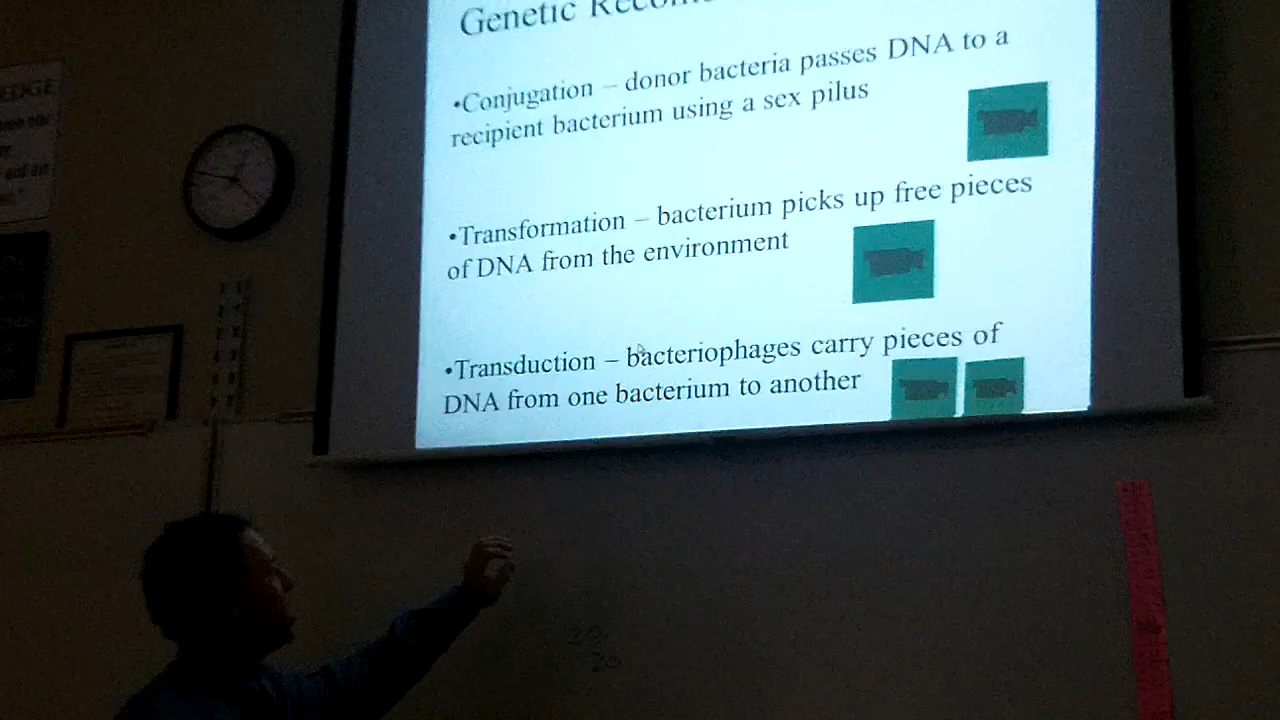 Genetic
•Conjugation – donor bacteria passes DNA to a
recipient bacterium using a sex pilus
•Transformation – bacterium picks up free pieces
of DNA from the environment
•Transduction – bacteriophages carry pieces of
DNA from one bacterium to another
20